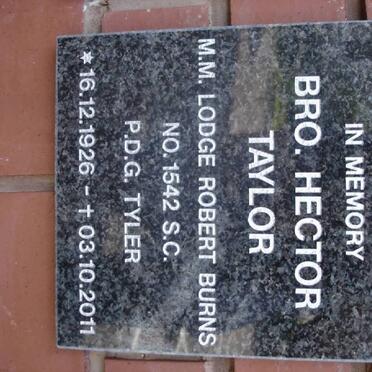 IN MEMORY
BRO. HECTOR
TAYLOR
M.M. LODGE ROBERT BURNS
NO. 1542 S.C.
P.D.G. TYLER
* 16.12.1926 - † 03.10.2011